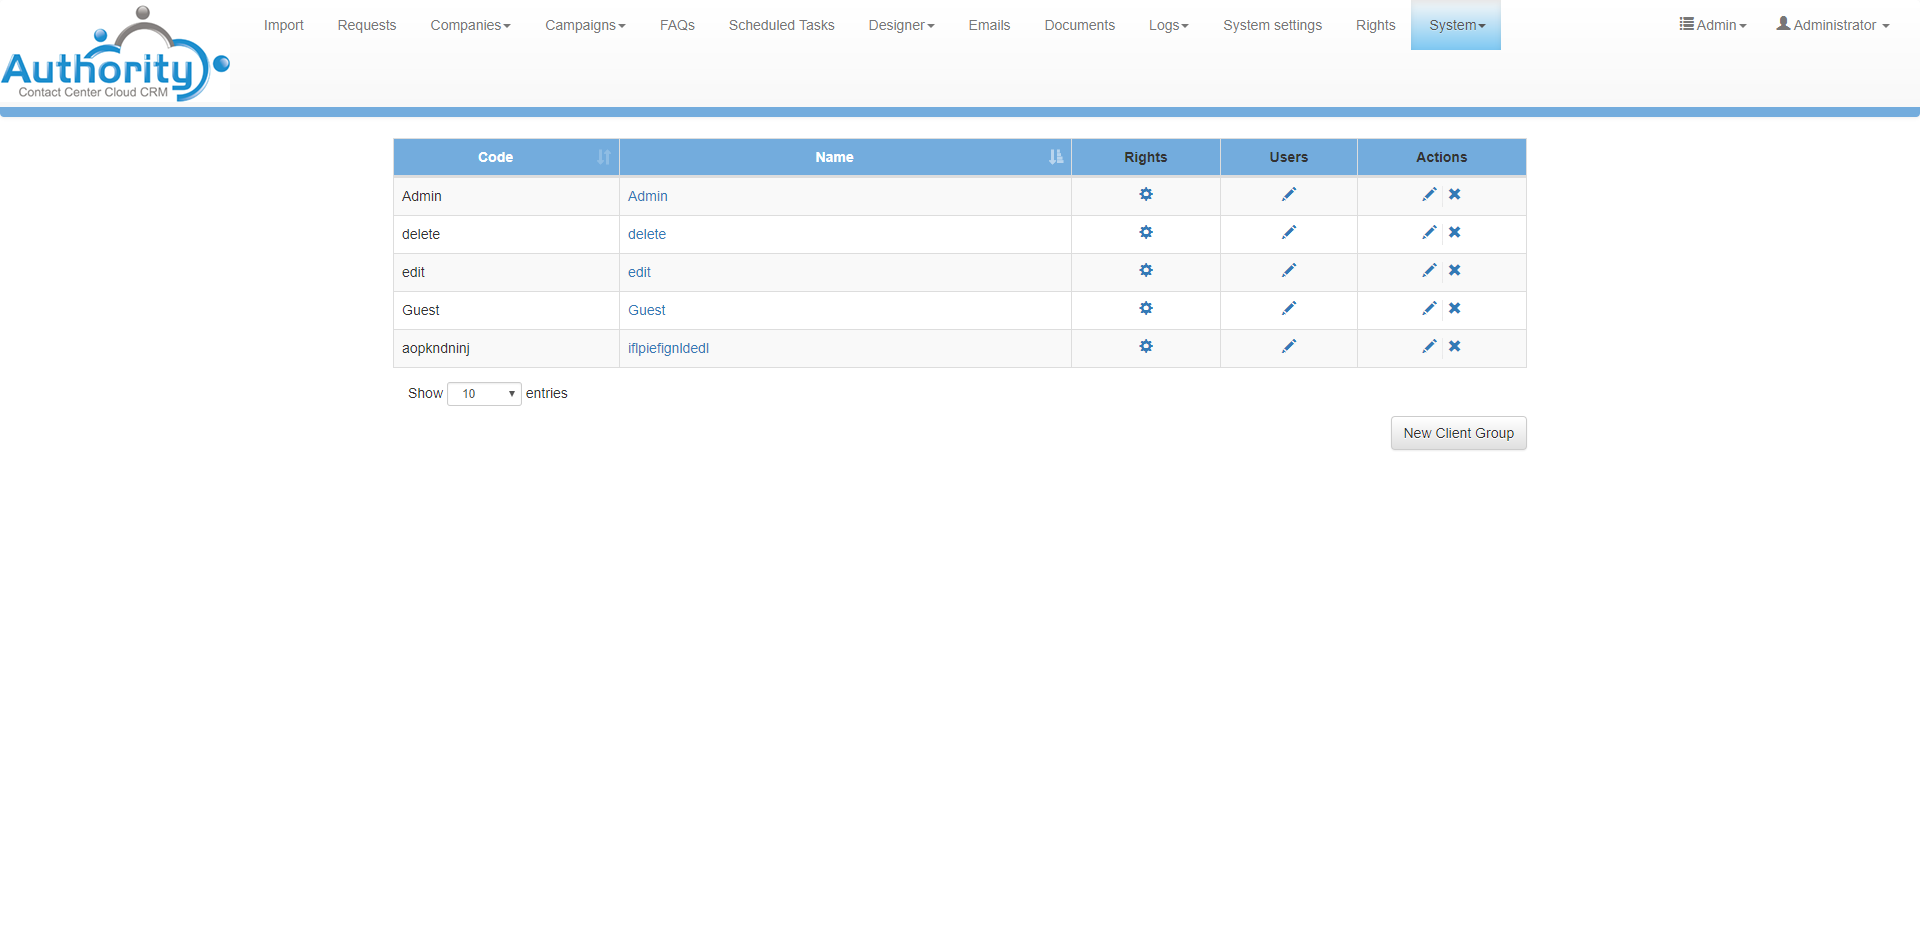 Authority
Contact Center Cloud CRM
Import Requests Companies Campaigns FAQs Scheduled Tasks Designer Emails Documents Logs System settings Rights System Admin Administrator
Code Name Rights Users Actions
Admin Admin
delete delete
edit edit
Guest Guest
aopkndninj iflpiefignldedl
Show 10 entries
New Client Group